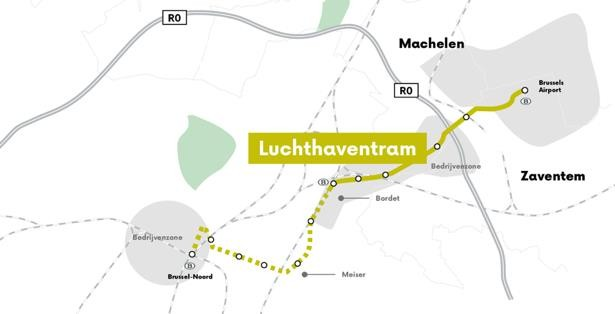 R0
Machelen
R0
Brussels
Airport
B
Luchthaventram
Bedrijvenzone
Zaventem
B
Bordet
Bedrijvenzone
B
Brussel-Noord
Meiser